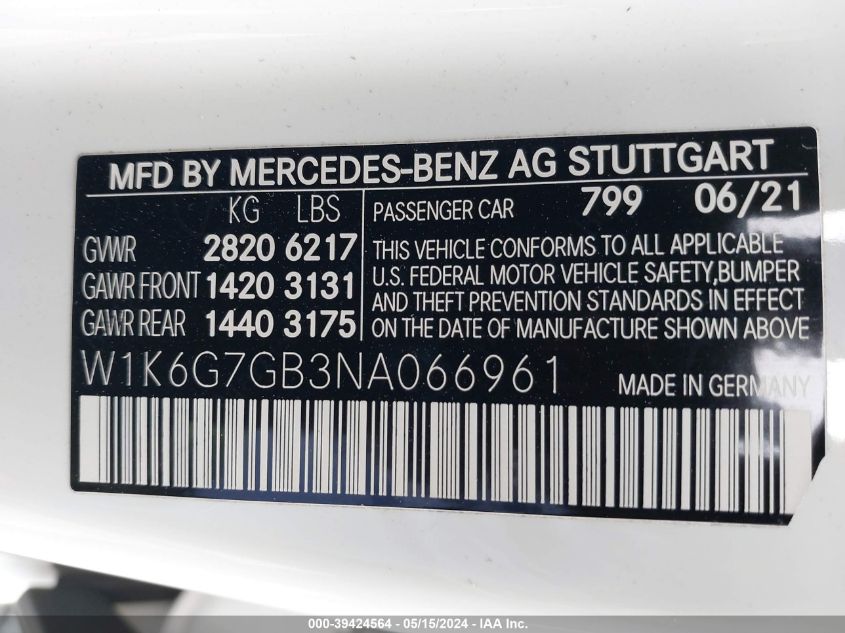 MFD BY MERCEDES-BENZ AG STUTTGART
KG LBS
GVWR 2820 6217
GAWR FRONT 1420 3131
GAWR REAR 1440 3175
PASSENGER CAR 799 06/21
THIS VEHICLE CONFORMS TO ALL APPLICABLE
U.S. FEDERAL MOTOR VEHICLE SAFETY,BUMPER
AND THEFT PREVENTION STANDARDS IN EFFECT
ON THE DATE OF MANUFACTURE SHOWN ABOVE.
W1K6G7GB3NA066961
MADE IN GERMANY
000-39424564 - 05/15/2024 - IAA Inc.